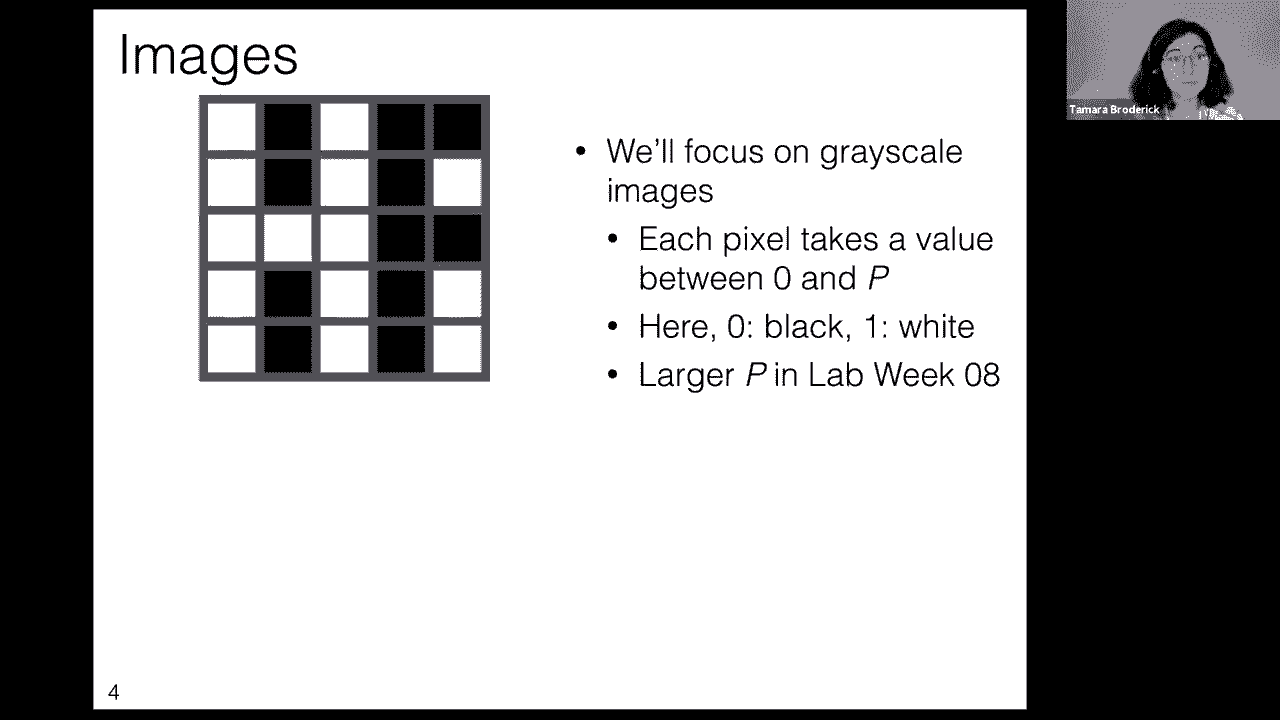 Images
• We'll focus on grayscale
images
• Each pixel takes a value
between 0 and P
• Here, 0: black, 1: white
• Larger P in Lab Week 08
4
Tamara Broderick